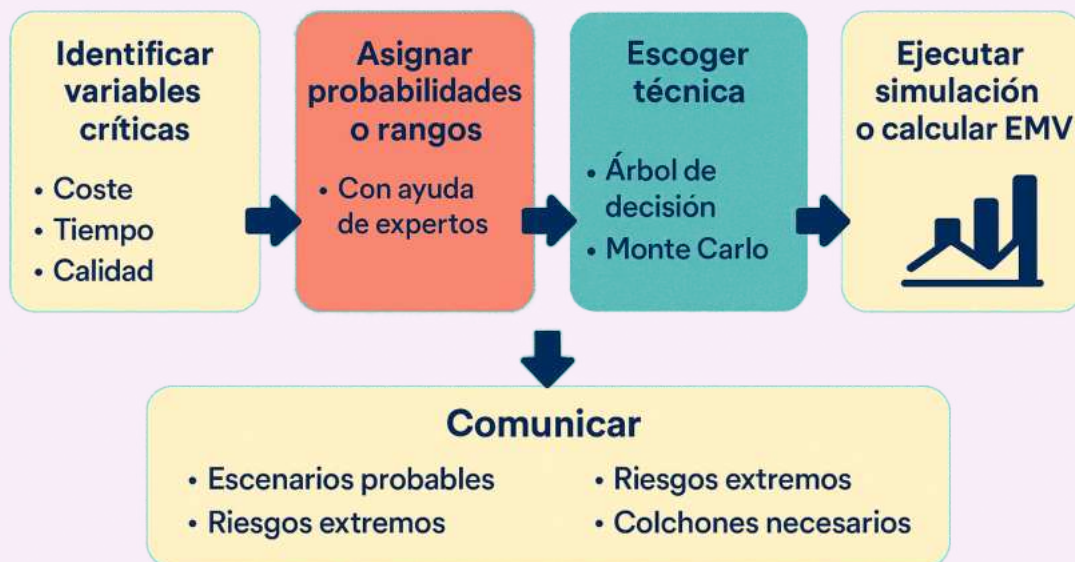 Identificar
variables
críticas
• Coste
• Tiempo
• Calidad
Asignar
probabilidades
o rangos
• Con ayuda
de expertos
Escoger
técnica
• Árbol de
decisión
• Monte Carlo
Ejecutar
simulación
o calcular EMV
Comunicar
• Escenarios probables
• Riesgos extremos
• Riesgos extremos
• Colchones necesarios